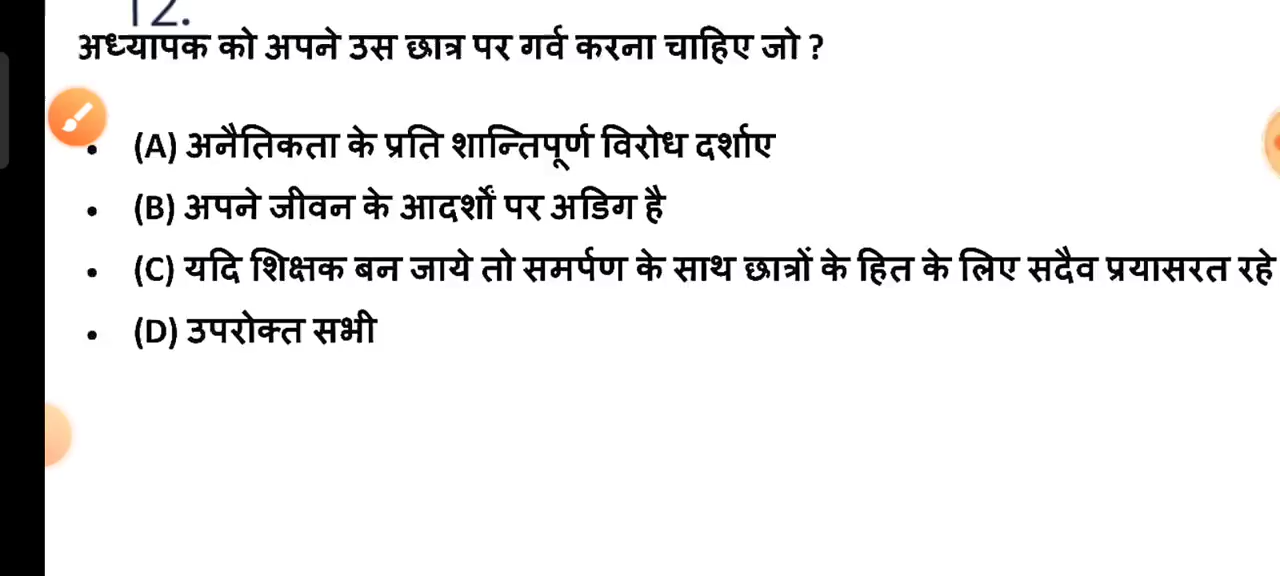 12.
अध्यापक को अपने उस छात्र पर गर्व करना चाहिए जो ?
(A) अनैतिकता के प्रति शान्तिपूर्ण विरोध दर्शाए
(B) अपने जीवन के आदर्शों पर अडिग है
(C) यदि शिक्षक बन जाये तो समर्पण के साथ छात्रों के हित के लिए सदैव प्रयासरत रहे
(D) उपरोक्त सभी